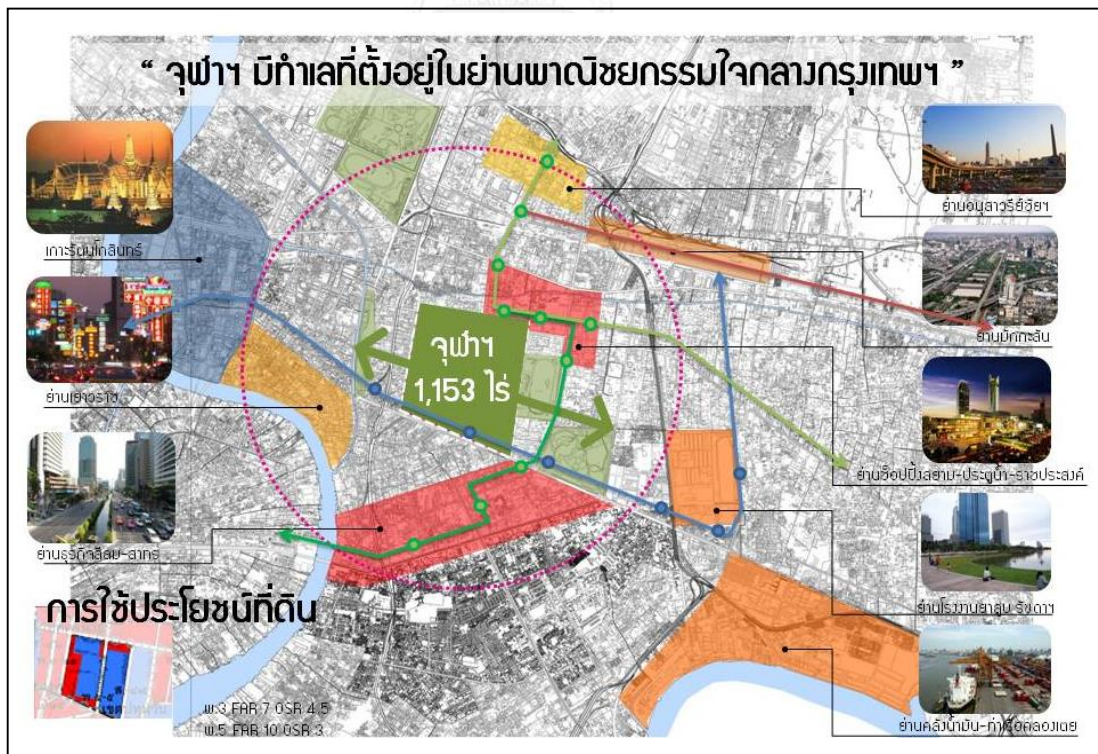 “ จุฬาฯ มีทำเลที่ตั้งอยู่ในย่านพาณิชยกรรมใจกลางกรุงเทพฯ ”
เกาะรัตนโกสินทร์
ย่านเยาวราช
ย่านธุรกิจสีลม-สาทร
จุฬาฯ
1,153 ไร่
ย่านอนุสาวรีย์ชัยฯ
ย่านมักกะสัน
ย่านช็อปปิ้งสยาม-ประตูน้ำ-ราชประสงค์
ย่านโรงงานยาสูบ รัชดาฯ
ย่านคลังน้ำมัน-ท่าเรือคลองเตย
การใช้ประโยชน์ที่ดิน
พ.3 FAR 7 OSR 4.5
พ.5 FAR 10 OSR 3